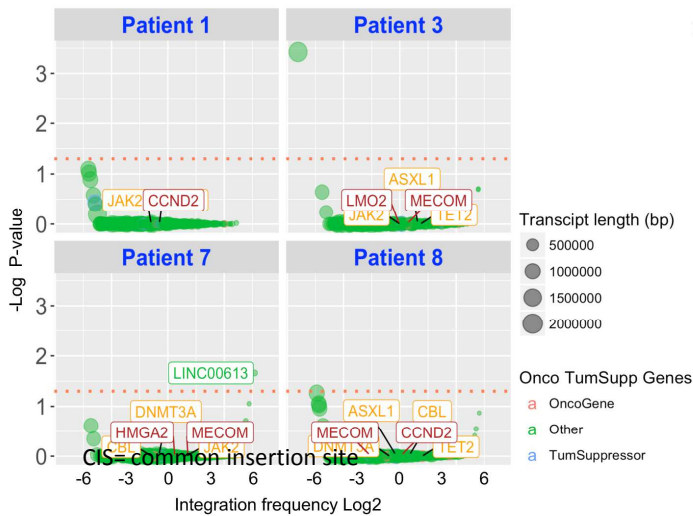 Patient 1
Patient 3
3
2
1
0
JAK2
CCND2
ASXL1
LMO2
MECOM
JAK2
TET2
-Log P-value
Patient 7
Patient 8
3
2
1
0
LINC00613
DNMT3A
HMGA2
MECOM
CBL
JAK2
ASXL1
CBL
MECOM
CCND2
DNMT3A
TET2
CIS= common insertion site
-6 -3 0 3 6
-6 -3 0 3 6
Integration frequency Log2
Transcipt length (bp)
500000
1000000
1500000
2000000
Onco TumSupp Genes
a OncoGene
a Other
a TumSuppressor